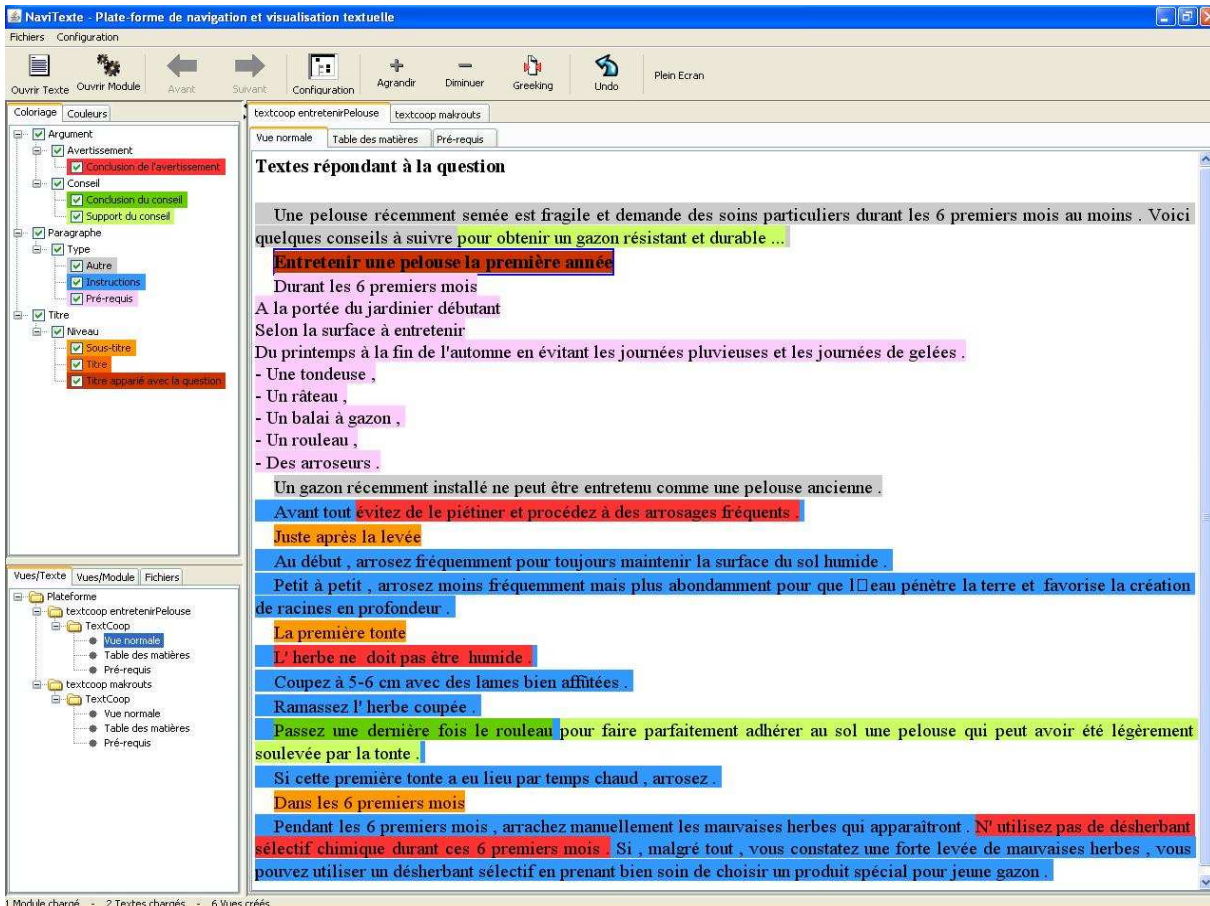 NaviTexte - Plate-forme de navigation et visualisation textuelle
Fichiers Configuration
Ouvrir Texte Ouvrir Module Avant Suivant Configuration Agrandir Diminuer Greeking Undo Plein Ecran
Coloriage Couleurs
Argument
Avertissement
Conclusion de l'avertissement
Conseil
Conclusion du conseil
Support du conseil
Paragraphe
Type
Autre
Instructions
Pré-requis
Titre
Niveau
Sous-titre
Titre
Titre apparié avec la question
Vues/Texte Vues/Module Fichiers
Plateforme
textcoop entretenirPelouse
TextCoop
Vue normale
Table des matières
Pré-requis
textcoop makrouts
TextCoop
Vue normale
Table des matières
Pré-requis
textcoop entretenirPelouse textcoop makrouts
Vue normale Table des matières Pré-requis
Textes répondant à la question
Une pelouse récemment semée est fragile et demande des soins particuliers durant les 6 premiers mois au moins . Voici
quelques conseils à suivre pour obtenir un gazon résistant et durable ...
Entretenir une pelouse la première année
Durant les 6 premiers mois
A la portée du jardinier débutant
Selon la surface à entretenir
Du printemps à la fin de l'automne en évitant les journées pluvieuses et les journées de gelées .
- Une tondeuse ,
- Un râteau ,
- Un balai à gazon ,
- Un rouleau ,
- Des arroseurs .
Un gazon récemment installé ne peut être entretenu comme une pelouse ancienne .
Avant tout évitez de le piétiner et procédez à des arrosages fréquents .
Juste après la levée
Au début , arrosez fréquemment pour toujours maintenir la surface du sol humide .
Petit à petit , arrosez moins fréquemment mais plus abondamment pour que l□eau pénètre la terre et favorise la création
de racines en profondeur .
La première tonte
L' herbe ne doit pas être humide .
Coupez à 5-6 cm avec des lames bien affûtées .
Ramassez l' herbe coupée .
Passez une dernière fois le rouleau pour faire parfaitement adhérer au sol une pelouse qui peut avoir été légèrement
soulevée par la tonte .
Si cette première tonte a eu lieu par temps chaud , arrosez .
Dans les 6 premiers mois
Pendant les 6 premiers mois , arrachez manuellement les mauvaises herbes qui apparaîtront . N' utilisez pas de désherbant
sélectif chimique durant ces 6 premiers mois . Si , malgré tout , vous constatez une forte levée de mauvaises herbes , vous
pouvez utiliser un désherbant sélectif en prenant bien soin de choisir un produit spécial pour jeune gazon .
1 Module chargé - 2 Textes chargés - 6 Vues créés